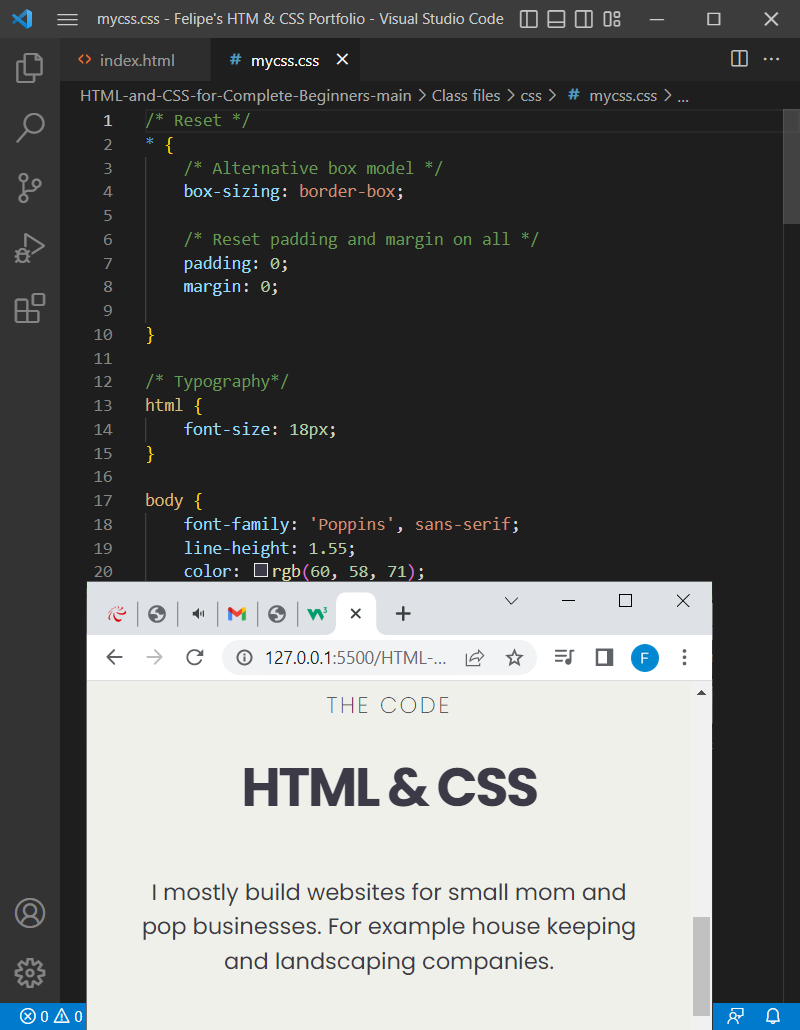 mycss.css - Felipe's HTM & CSS Portfolio - Visual Studio Code
index.html
# mycss.css
HTML-and-CSS-for-Complete-Beginners-main > Class files > css > # mycss.css > ...
1 /* Reset */
2 * {
3 /* Alternative box model */
4 box-sizing: border-box;
5
6 /* Reset padding and margin on all */
7 padding: 0;
8 margin: 0;
9
10 }
11
12 /* Typography*/
13 html {
14 font-size: 18px;
15 }
16
17 body {
18 font-family: 'Poppins', sans-serif;
19 line-height: 1.55;
20 color: rgb(60, 58, 71);
W3
127.0.0.1:5500/HTML-...
F
THE CODE
HTML & CSS
I mostly build websites for small mom and
pop businesses. For example house keeping
and landscaping companies.
0 0